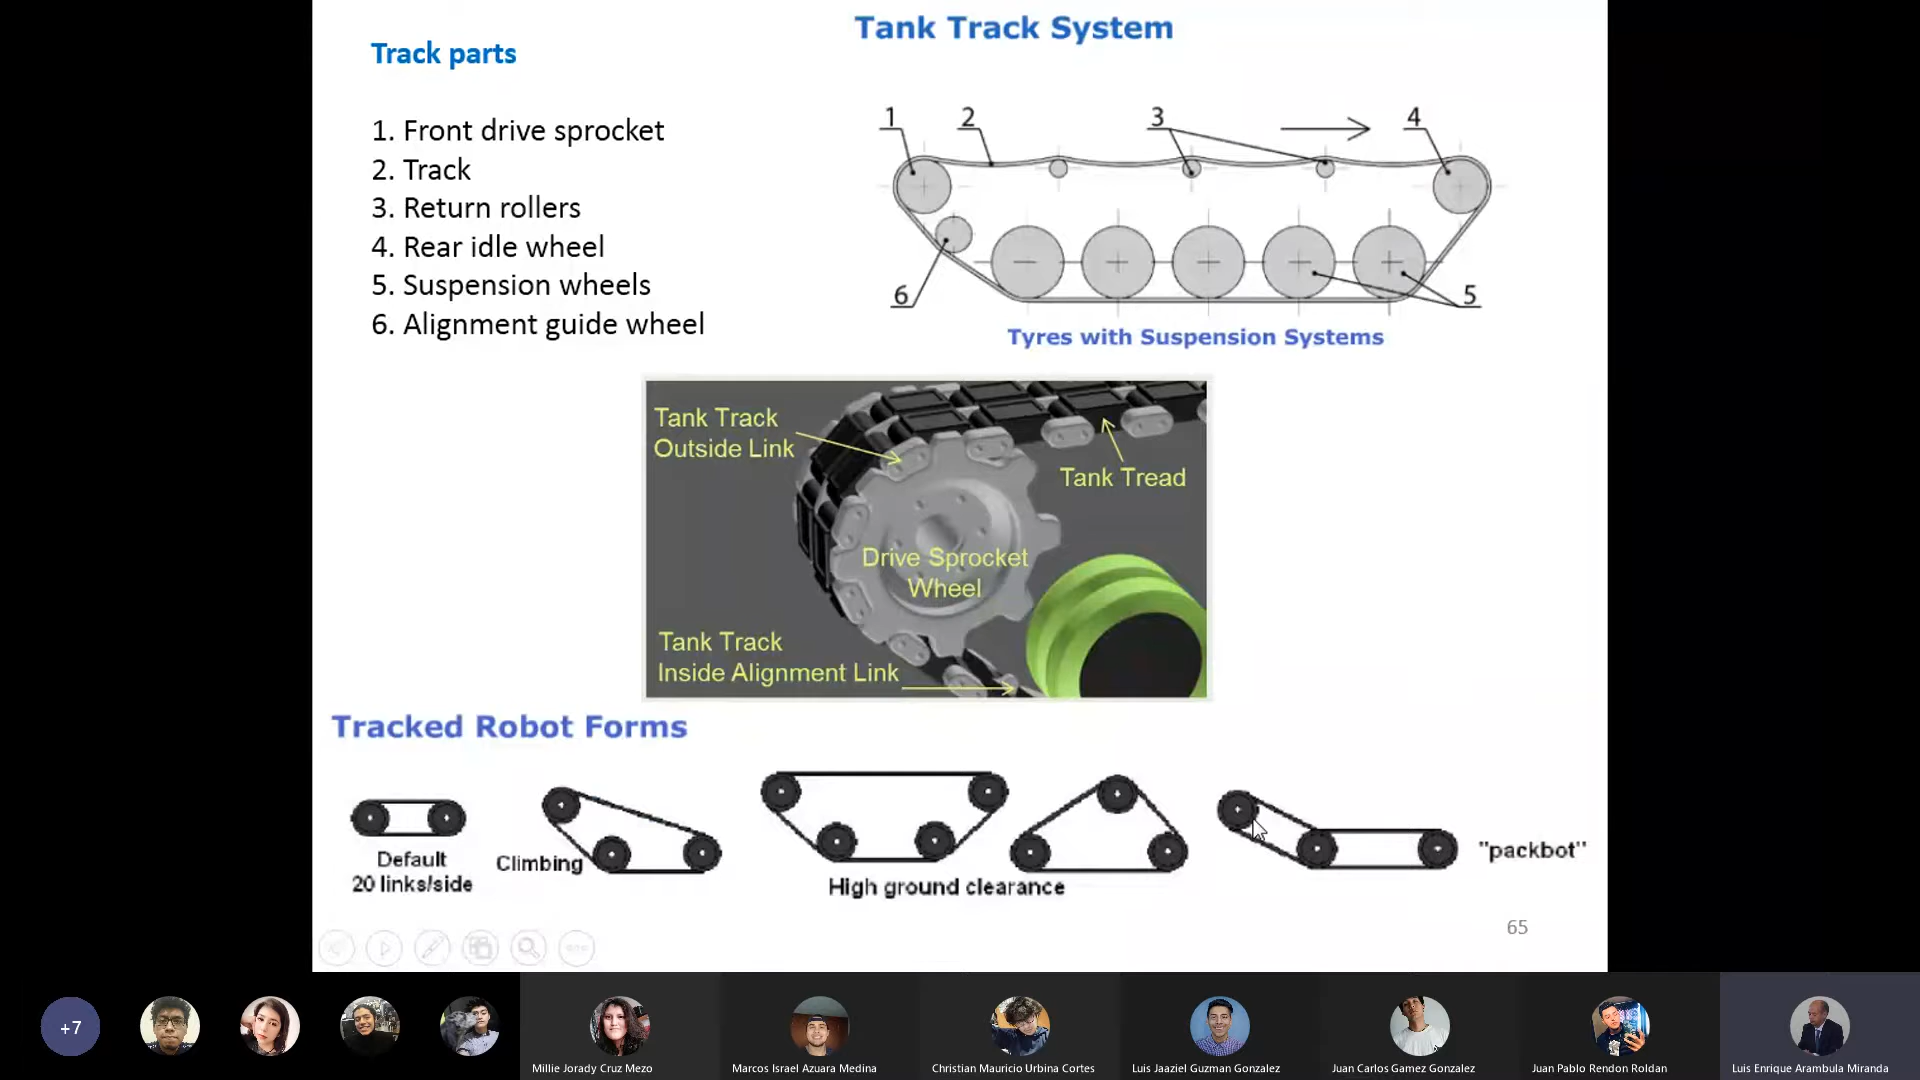 Tank Track System
Track parts
1. Front drive sprocket
2. Track
3. Return rollers
4. Rear idle wheel
5. Suspension wheels
6. Alignment guide wheel
1
2
3
4
6
5
Tyres with Suspension Systems
Tank Track
Outside Link
Tank Tread
Drive Sprocket
Wheel
Tank Track
Inside Alignment Link
Tracked Robot Forms
Default
20 links/side
Climbing
High ground clearance
"packbot"
65
+7
Millie Jorady Cruz Mezo
Marcos Israel Azuara Medina
Christian Mauricio Urbina Cortes
Luis Jaaziel Guzman Gonzalez
Juan Carlos Gamez Gonzalez
Juan Pablo Rendon Roldan
Luis Enrique Arambula Miranda